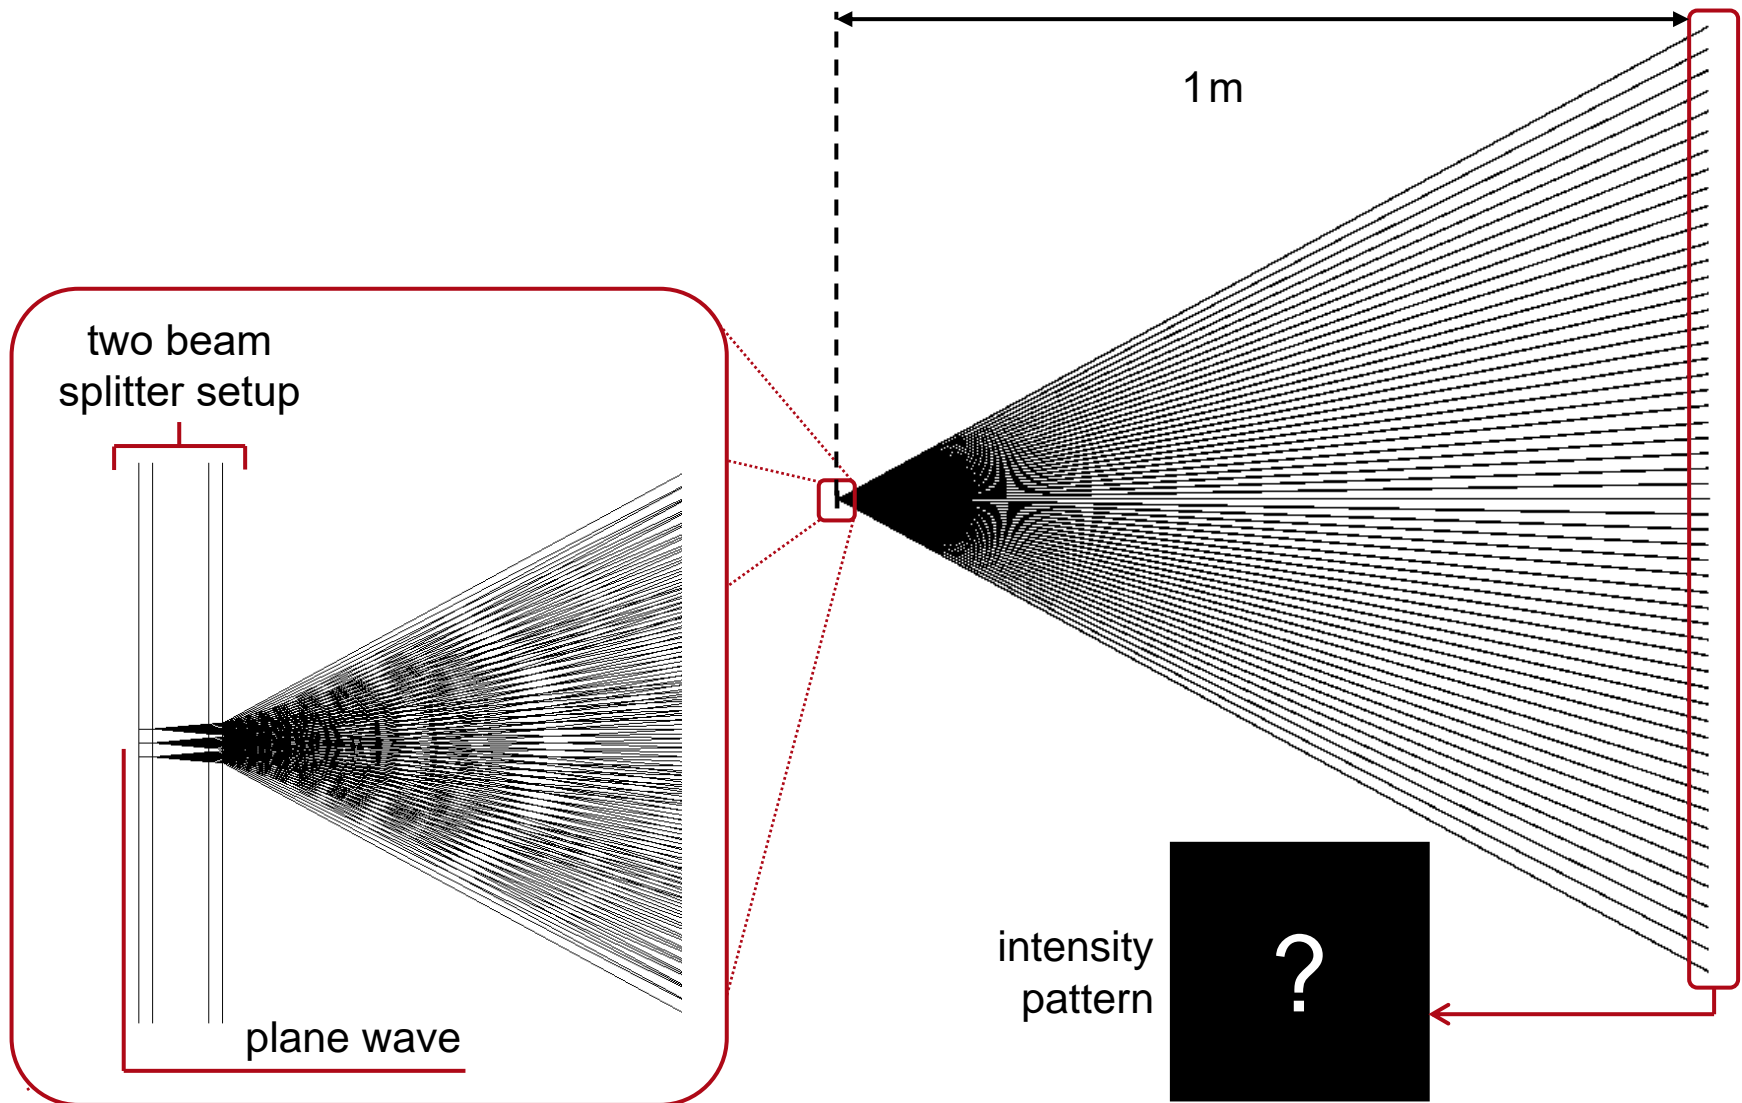 1 m
two beam
splitter setup
plane wave
intensity
pattern
?